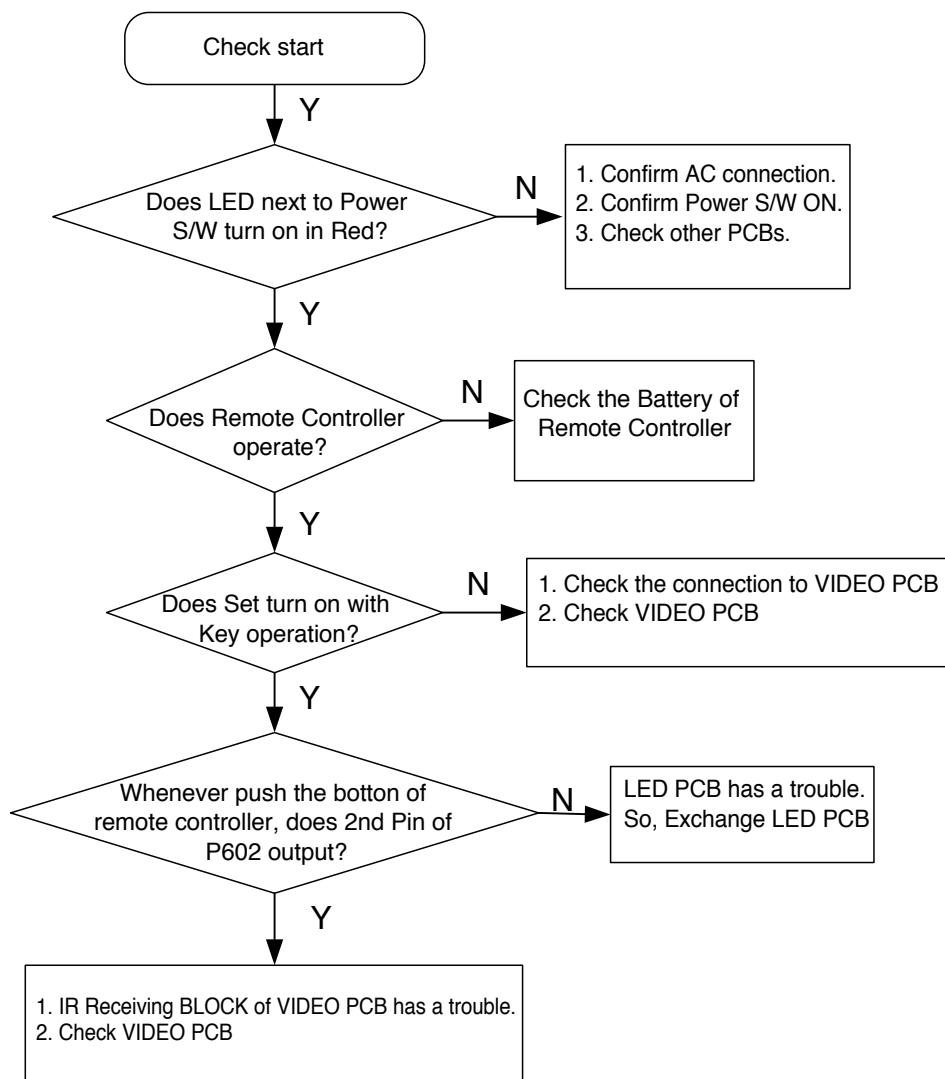 Check start
Y
Does LED next to Power
S/W turn on in Red?
N
1. Confirm AC connection.
2. Confirm Power S/W ON.
3. Check other PCBs.
Y
Does Remote Controller
operate?
N
Check the Battery of
Remote Controller
Y
Does Set turn on with
Key operation?
N
1. Check the connection to VIDEO PCB
2. Check VIDEO PCB
Y
Whenever push the botton of
remote controller, does 2nd Pin of
P602 output?
N
LED PCB has a trouble.
So, Exchange LED PCB
Y
1. IR Receiving BLOCK of VIDEO PCB has a trouble.
2. Check VIDEO PCB